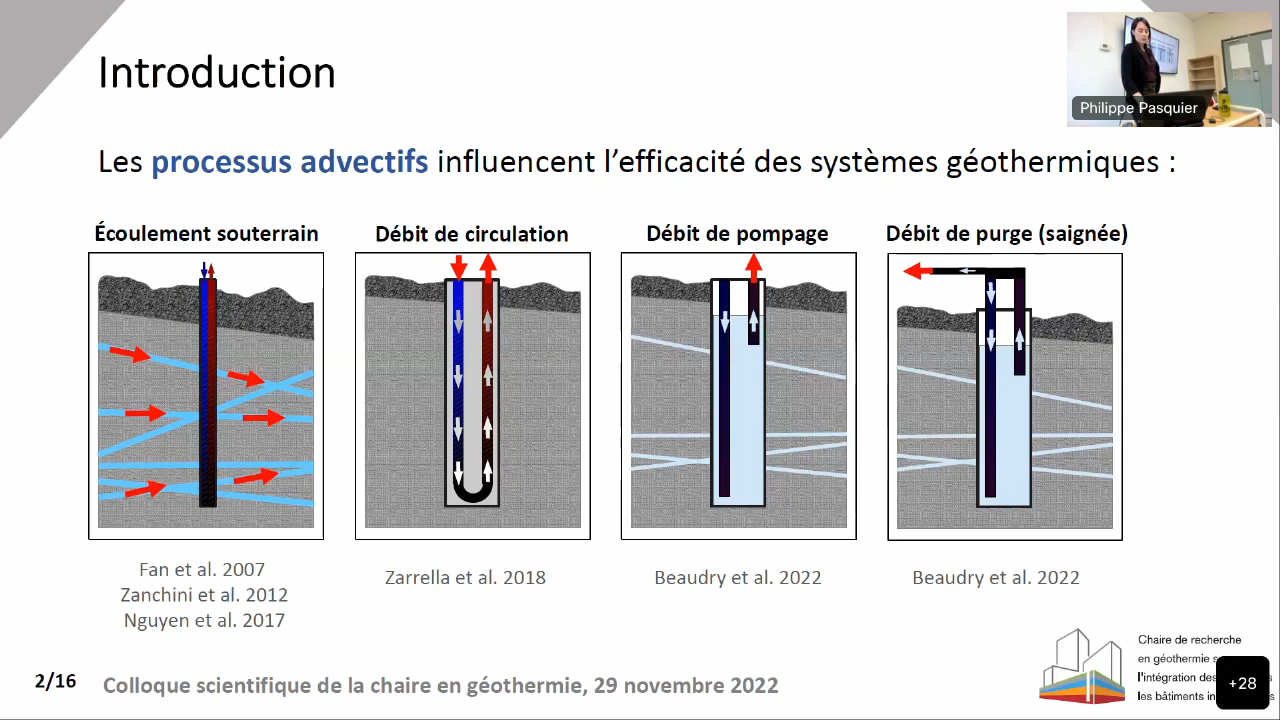 Introduction
Philippe Pasquier
Les processus advectifs influencent l’efficacité des systèmes géothermiques :
Écoulement souterrain
Débit de circulation
Débit de pompage
Débit de purge (saignée)
Fan et al. 2007
Zanchini et al. 2012
Nguyen et al. 2017
Zarrella et al. 2018
Beaudry et al. 2022
Beaudry et al. 2022
2/16
Colloque scientifique de la chaire en géothermie, 29 novembre 2022
Chaire de recherche
en géothermie
l'intégration des
les bâtiments
+28